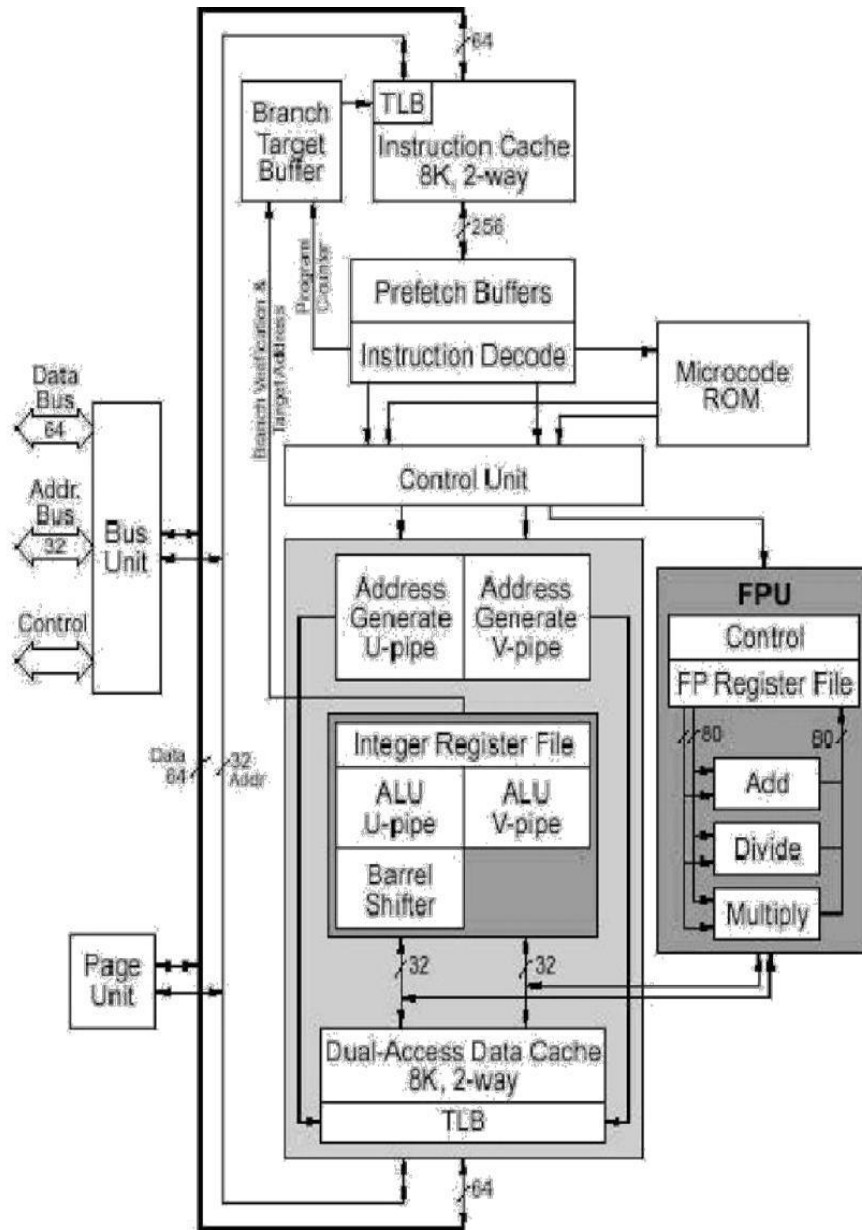 64
TLB
Instruction Cache
8K, 2-way
Branch
Target
Buffer
256
Prefetch Buffers
Instruction Decode
Program
Counter
Branch Verification &
Target Address
Microcode
ROM
Control Unit
Data
Bus
64
Addr.
Bus
32
Control
Bus
Unit
Address
Generate
U-pipe
Address
Generate
V-pipe
FPU
Control
FP Register File
80
80
Add
Divide
Multiply
Integer Register File
ALU
U-pipe
ALU
V-pipe
Barrel
Shifter
Data
64
32
Addr
Page
Unit
32
32
Dual-Access Data Cache
8K, 2-way
TLB
64